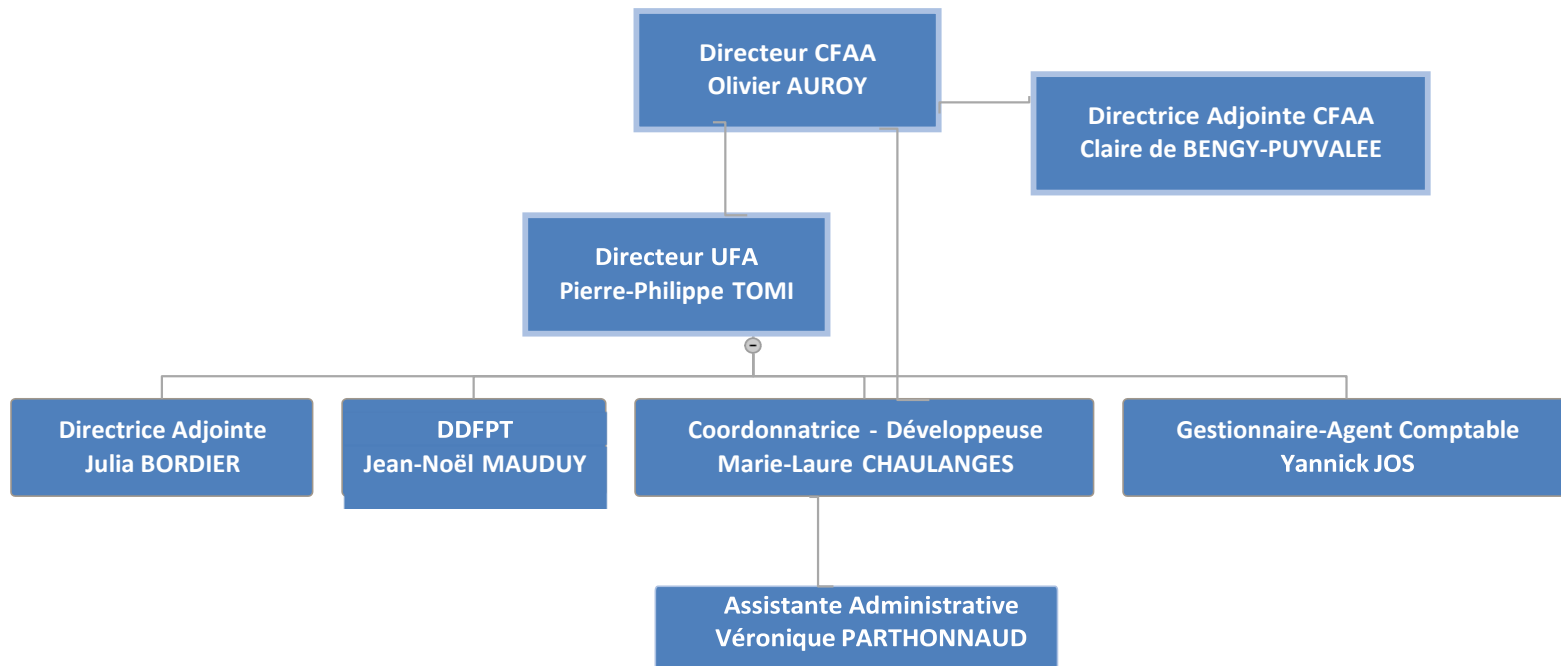 Directeur CFAA
Olivier AUROY
Directrice Adjointe CFAA
Claire de BENGY-PUYVALEE
Directeur UFA
Pierre-Philippe TOMI
Directrice Adjointe
Julia BORDIER
DDFPT
Jean-Noël MAUDUY
Coordonnatrice - Développeuse
Marie-Laure CHAULANGES
Gestionnaire-Agent Comptable
Yannick JOS
Assistante Administrative
Véronique PARTHONNAUD